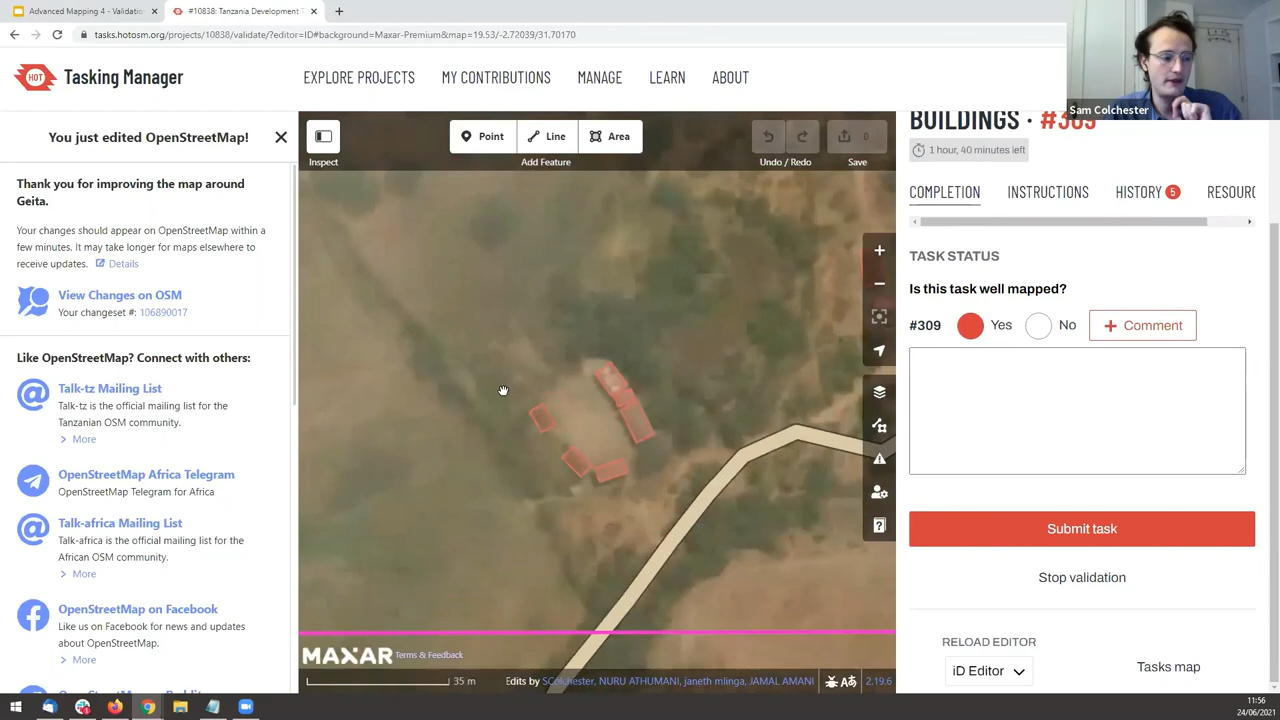 Advanced Mapping 4 - Validatio
#10838: Tanzania Development T
tasks.hotosm.org/projects/10838/validate/?editor=ID#background=Maxar-Premium&map=19.53/-2.72039/31.70170
Sam Colchester
HOT Tasking Manager
EXPLORE PROJECTS MY CONTRIBUTIONS MANAGE LEARN ABOUT
You just edited OpenStreetMap!
Thank you for improving the map around
Geita.
Your changes should appear on OpenStreetMap within a
few minutes. It may take longer for maps elsewhere to
receive updates. Details
View Changes on OSM
Your changeset #: 106890017
Like OpenStreetMap? Connect with others:
Talk-tz Mailing List
Talk-tz is the official mailing list for the
Tanzanian OSM community.
> More
OpenStreetMap Africa Telegram
OpenStreetMap Telegram for Africa
Talk-africa Mailing List
Talk-africa is the official mailing list for the
African OSM community.
> More
OpenStreetMap on Facebook
Like us on Facebook for news and updates
about OpenStreetMap.
> More
Point Line Area
Inspect Add Feature Undo / Redo Save
0
MAXAR Terms & Feedback
35 m
Edits by SColchester, NURU ATHUMANI, janeth mlinga, JAMAL AMANI
2.19.6
BUILDINGS · #309
1 hour, 40 minutes left
COMPLETION INSTRUCTIONS HISTORY 5 RESOURC
TASK STATUS
Is this task well mapped?
#309 Yes No + Comment
Submit task
Stop validation
RELOAD EDITOR
iD Editor
Tasks map
11:56
24/06/2021